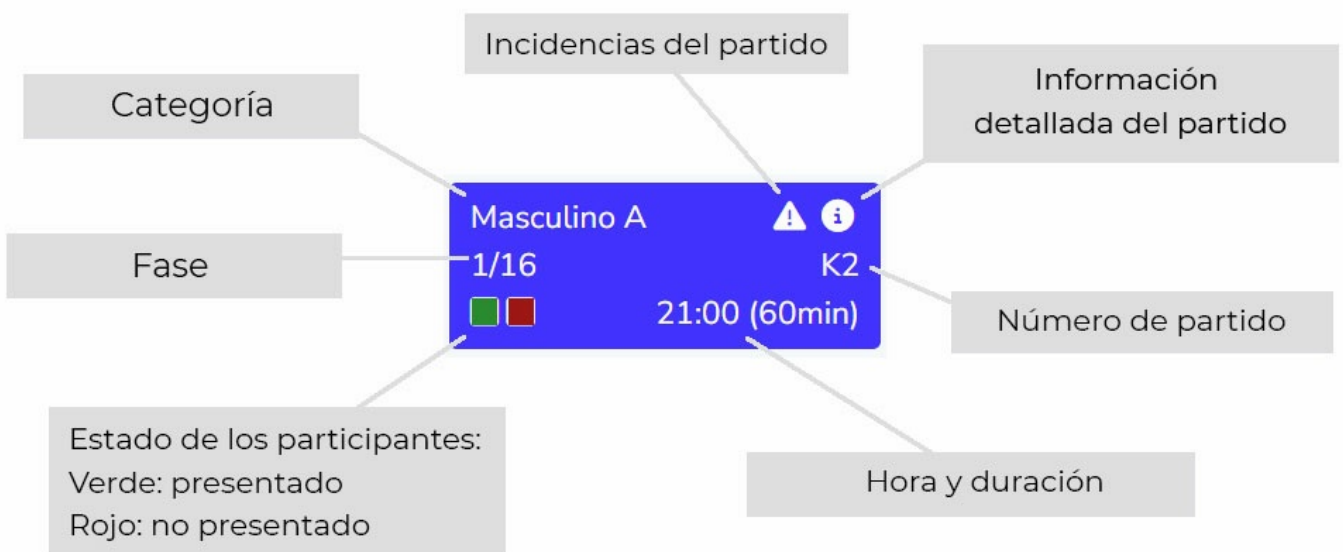 Incidencias del partido
Categoría
Información
detallada del partido
Masculino A
Fase
1/16
K2
21:00 (60min)
Número de partido
Estado de los participantes:
Verde: presentado
Rojo: no presentado
Hora y duración